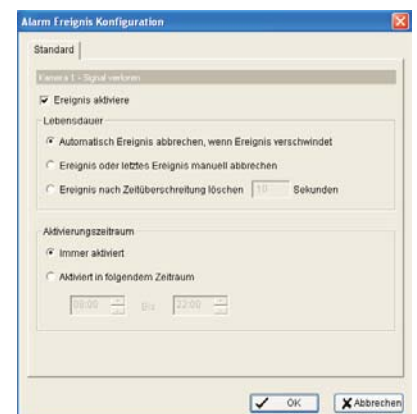 Alarm Ereignis Konfiguration
Standard
Kamera 1 - Signal verloren
Ereignis aktiviere
Lebensdauer
Automatisch Ereignis abbrechen, wenn Ereignis verschwindet
Ereignis oder letztes Ereignis manuell abbrechen
Ereignis nach Zeitüberschreitung löschen 10 Sekunden
Aktivierungszeitraum
Immer aktiviert
Aktiviert in folgendem Zeitraum
08:00 Bis 22:00
OK Abbrechen